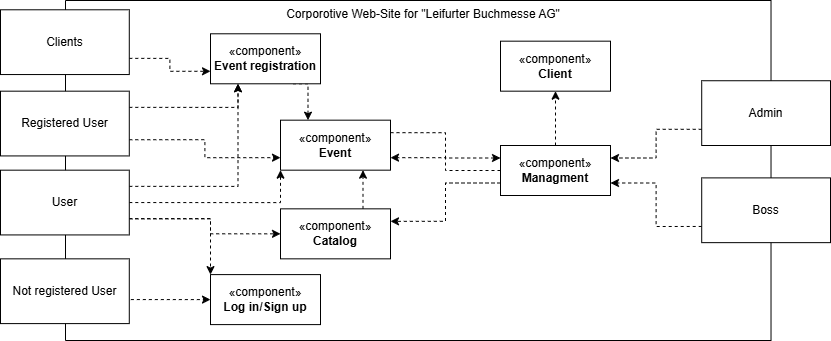 Corporotive Web-Site for "Leifurter Buchmesse AG"
Clients
«component»
Event registration
«component»
Client
Registered User
Admin
«component»
Event
«component»
Managment
User
Boss
«component»
Catalog
Not registered User
«component»
Log in/Sign up